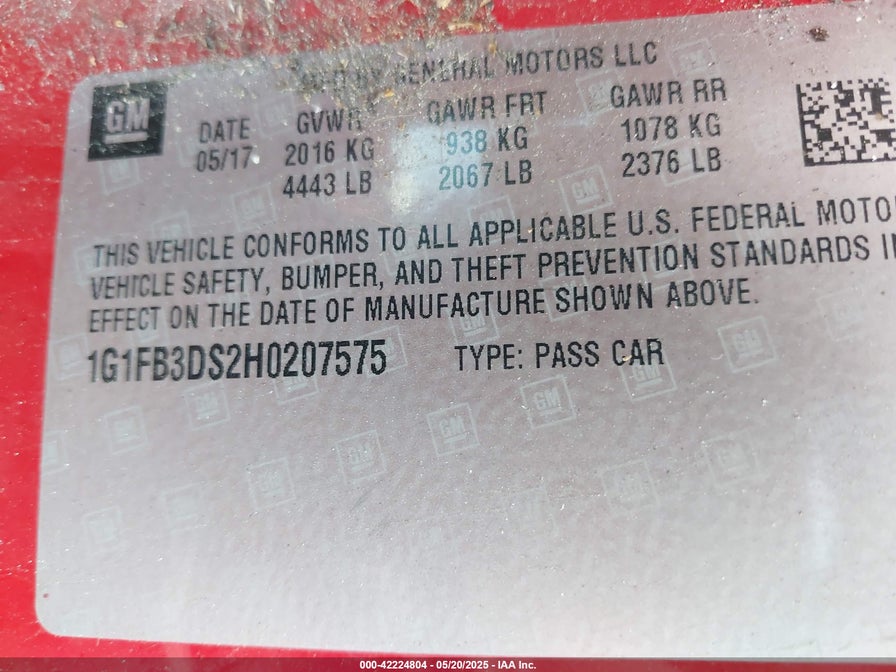 MFD BY GENERAL MOTORS LLC
GM
DATE GVWR GAWR FRT GAWR RR
05/17 2016 KG 938 KG 1078 KG
4443 LB 2067 LB 2376 LB
THIS VEHICLE CONFORMS TO ALL APPLICABLE U.S. FEDERAL MOTO
VEHICLE SAFETY, BUMPER, AND THEFT PREVENTION STANDARDS IN
EFFECT ON THE DATE OF MANUFACTURE SHOWN ABOVE.
1G1FB3DS2H0207575 TYPE: PASS CAR
000-42224804 - 05/20/2025 - IAA Inc.